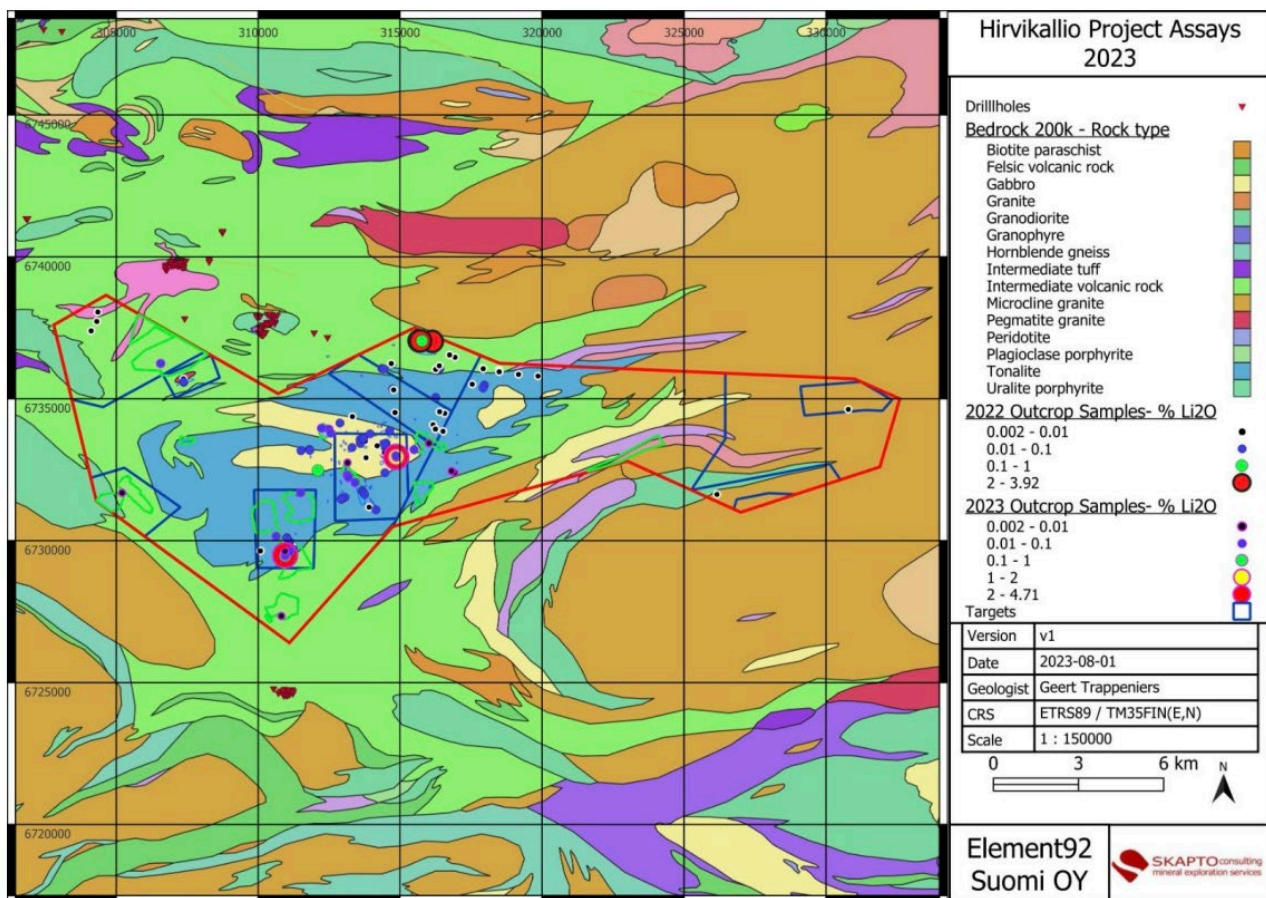 305000 310000 315000 320000 325000 330000
6745000
6740000
6735000
6730000
6725000
6720000
Hirvikallio Project Assays
2023
Drilllholes
Bedrock 200k - Rock type
Biotite paraschist
Felsic volcanic rock
Gabbro
Granite
Granodiorite
Granophyre
Hornblende gneiss
Intermediate tuff
Intermediate volcanic rock
Microcline granite
Pegmatite granite
Peridotite
Plagioclase porphyrite
Tonalite
Uralite porphyrite
2022 Outcrop Samples- % Li2O
0.002 - 0.01
0.01 - 0.1
0.1 - 1
2 - 3.92
2023 Outcrop Samples- % Li2O
0.002 - 0.01
0.01 - 0.1
0.1 - 1
1 - 2
2 - 4.71
Targets
Version v1
Date 2023-08-01
Geologist Geert Trappeniers
CRS ETRS89 / TM35FIN(E,N)
Scale 1 : 150000
0 3 6 km
N
Element92
Suomi OY
SKAPTO consulting
mineral exploration services